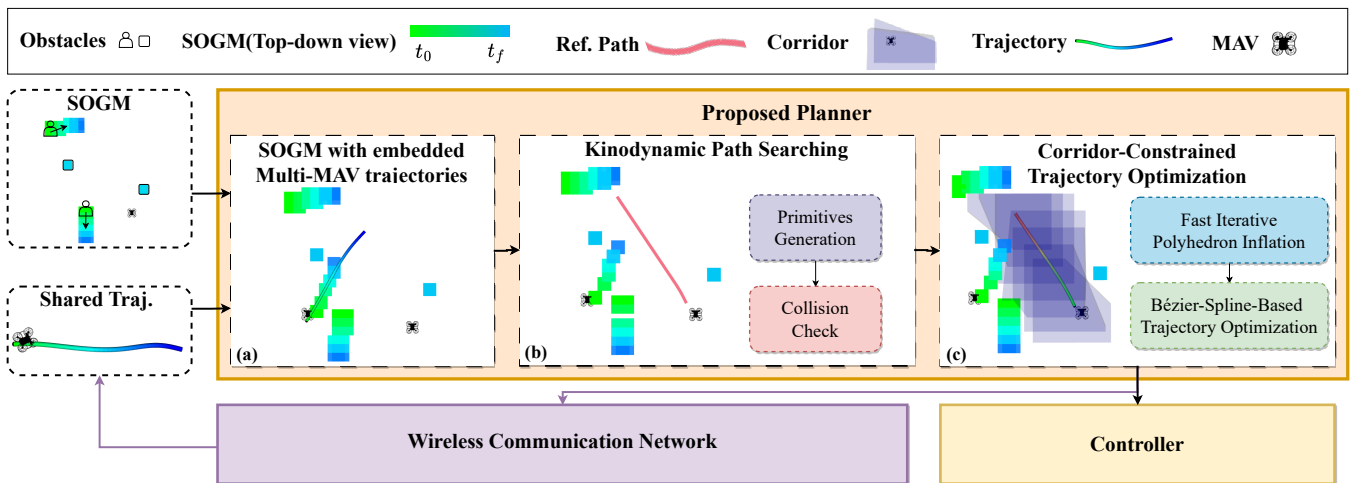 Obstacles
SOGM(Top-down view)
t_0
t_f
Ref. Path
Corridor
Trajectory
MAV
SOGM
Shared Traj.
Proposed Planner
SOGM with embedded
Multi-MAV trajectories
(a)
Kinodynamic Path Searching
Primitives
Generation
Collision
Check
(b)
Corridor-Constrained
Trajectory Optimization
Fast Iterative
Polyhedron Inflation
Bézier-Spline-Based
Trajectory Optimization
(c)
Wireless Communication Network
Controller